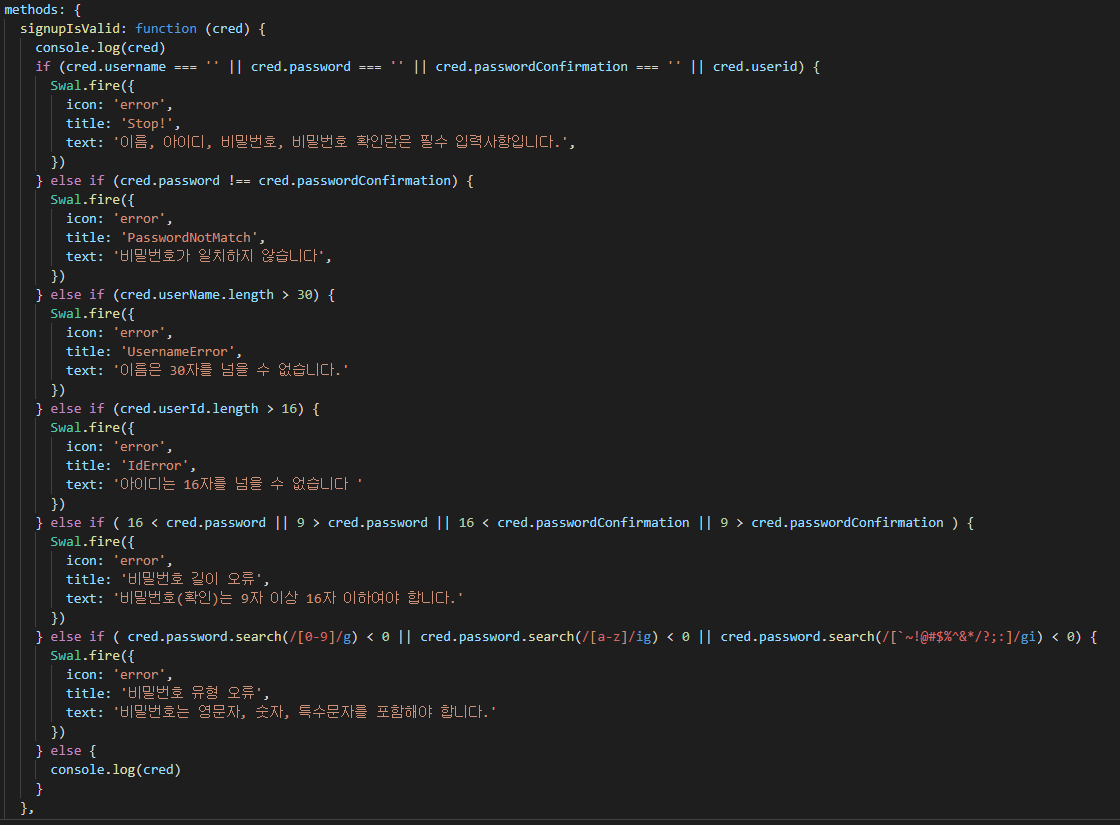 methods: {
signupIsValid: function (cred) {
console.log(cred)
if (cred.username === '' || cred.password === '' || cred.passwordConfirmation === '' || cred.userid) {
Swal.fire({
icon: 'error',
title: 'Stop!',
text: '이름, 아이디, 비밀번호, 비밀번호 확인란은 필수 입력사항입니다.',
})
} else if (cred.password !== cred.passwordConfirmation) {
Swal.fire({
icon: 'error',
title: 'PasswordNotMatch',
text: '비밀번호가 일치하지 않습니다',
})
} else if (cred.userName.length > 30) {
Swal.fire({
icon: 'error',
title: 'UsernameError',
text: '이름은 30자를 넘을 수 없습니다.'
})
} else if (cred.userId.length > 16) {
Swal.fire({
icon: 'error',
title: 'IdError',
text: '아이디는 16자를 넘을 수 없습니다 '
})
} else if ( 16 < cred.password || 9 > cred.password || 16 < cred.passwordConfirmation || 9 > cred.passwordConfirmation ) {
Swal.fire({
icon: 'error',
title: '비밀번호 길이 오류',
text: '비밀번호(확인)는 9자 이상 16자 이하여야 합니다.'
})
} else if ( cred.password.search(/[0-9]/g) < 0 || cred.password.search(/[a-z]/ig) < 0 || cred.password.search(/[`~!@#$%^&*/?;:]/gi) < 0) {
Swal.fire({
icon: 'error',
title: '비밀번호 유형 오류',
text: '비밀번호는 영문자, 숫자, 특수문자를 포함해야 합니다.'
})
} else {
console.log(cred)
}
},